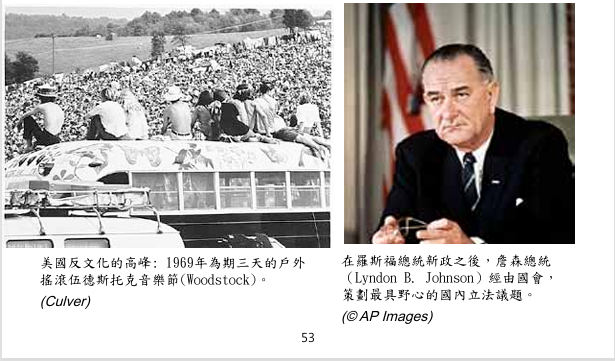 美國反文化的高峰: 1969年為期三天的戶外
搖滾伍德斯托克音樂節(Woodstock)。
(Culver)
在羅斯福總統新政之後，詹森總統
（Lyndon B. Johnson）經由國會，
策劃最具野心的國內立法議題。
(© AP Images)
53